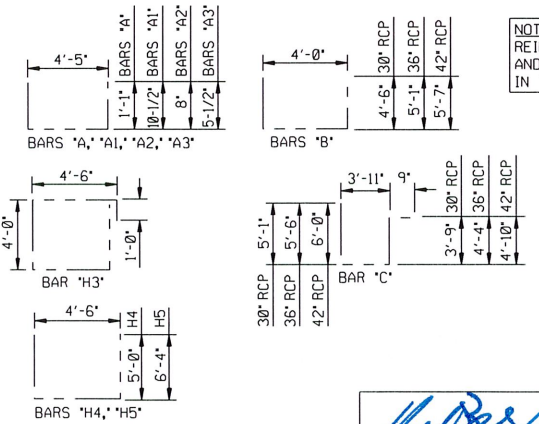 4'-5"
BARS "A"
BARS "A1"
BARS "A2"
BARS "A3"
1'-1"
10-1/2"
8"
5-1/2"
BARS "A," "A1," "A2," "A3"
4'-0"
30" RCP
36" RCP
42" RCP
4'-6"
5'-1"
5'-7"
BARS "B"
NOT
REI
AND
IN
4'-6"
4'-0"
1'-0"
BAR "H3"
3'-11"
9"
30" RCP
36" RCP
42" RCP
5'-1"
5'-6"
6'-0"
3'-9"
4'-4"
4'-10"
30" RCP
36" RCP
42" RCP
BAR "C"
4'-6"
H4
H5
5'-0"
6'-4"
BARS "H4," "H5"